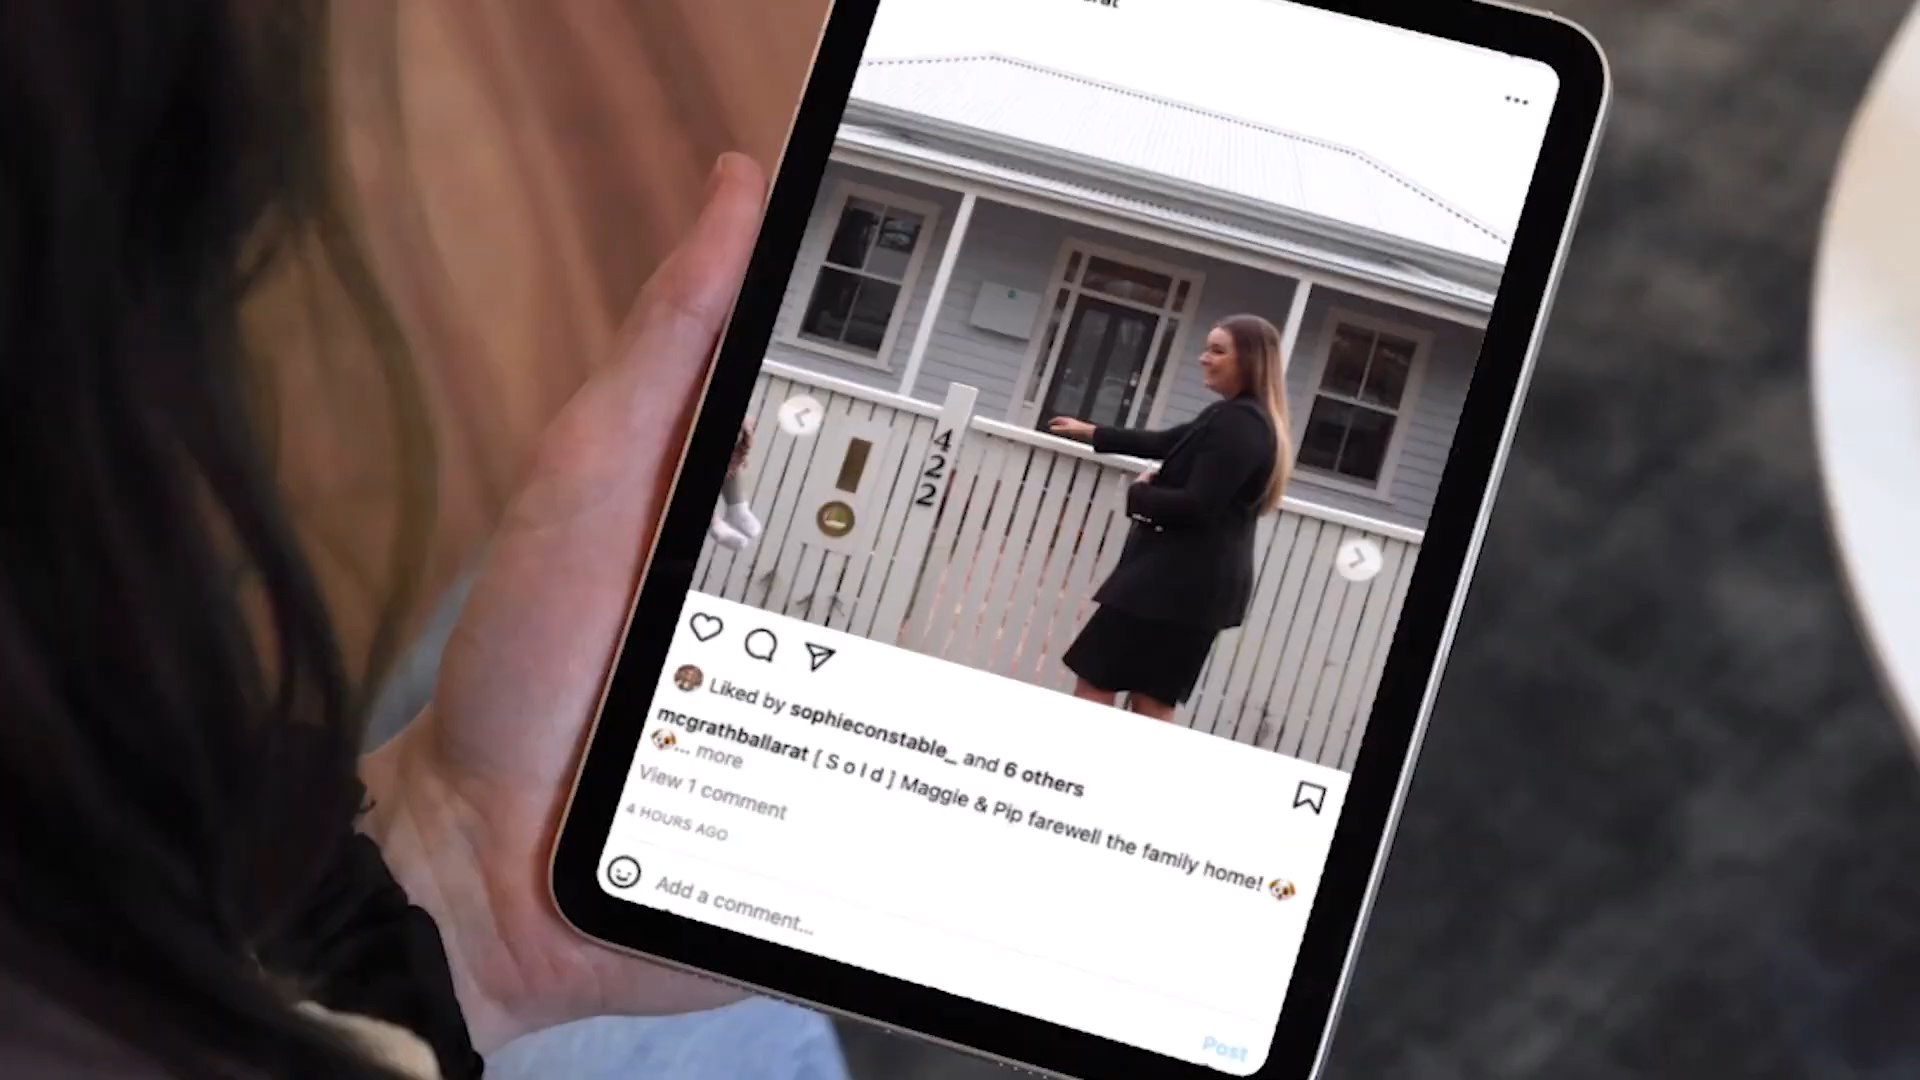 422
Liked by sophieconstable_ and 6 others
mcgrathballarat [ S o l d ] Maggie & Pip farewell the family home! 🐶
🐶... more
View 1 comment
4 HOURS AGO
Add a comment...
Post